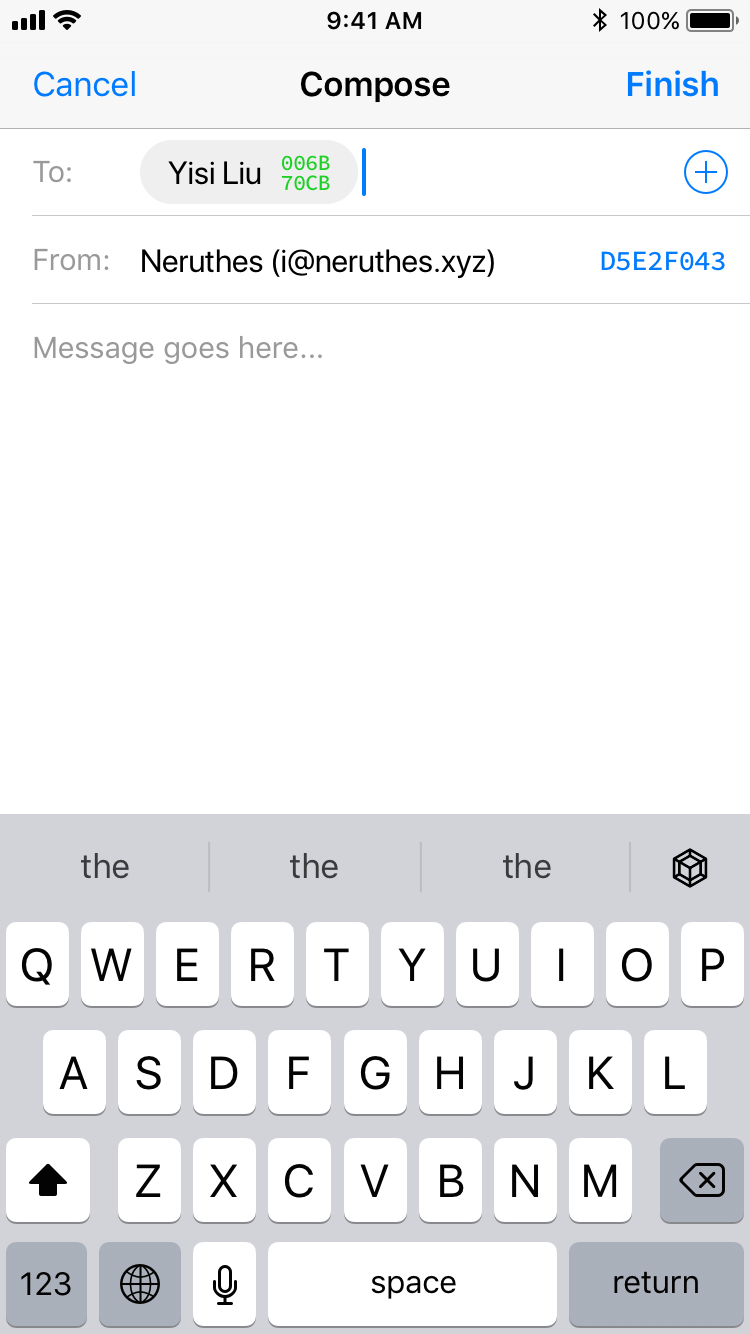 9:41 AM 100%
Cancel Compose Finish
To: Yisi Liu 006B
70CB
From: Neruthes (i@neruthes.xyz) D5E2F043
Message goes here...
the the the
Q W E R T Y U I O P
A S D F G H J K L
Z X C V B N M
123 space return